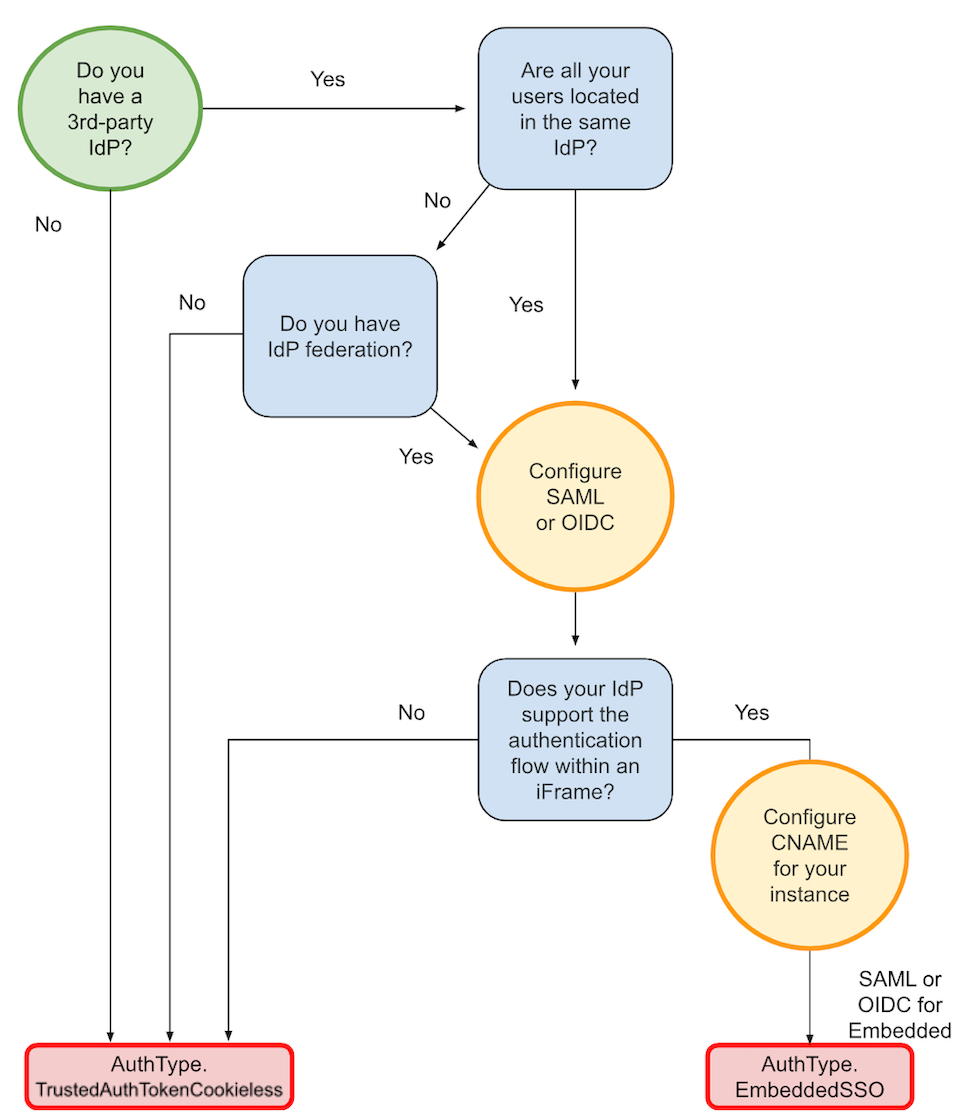 Do you
have a
3rd-party
IdP?
Yes
Are all your
users located
in the same
IdP?
No
No
Do you have
IdP federation?
No
Yes
Yes
Configure
SAML
or OIDC
Does your IdP
support the
authentication
flow within an
iFrame?
No
Yes
Configure
CNAME
for your
instance
SAML or
OIDC for
Embedded
AuthType.
TrustedAuthTokenCookieless
AuthType.
EmbeddedSSO